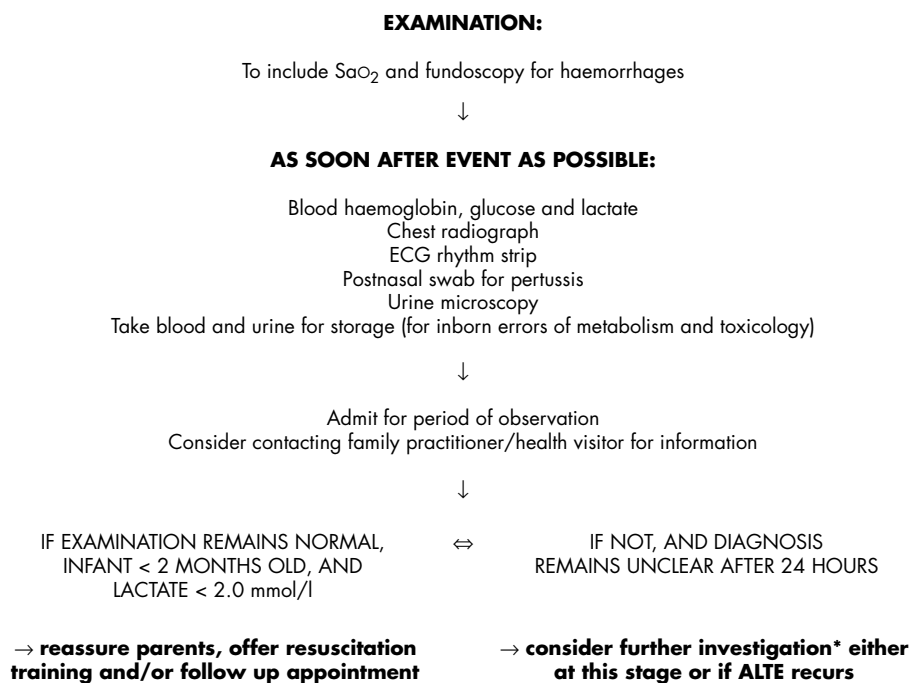 EXAMINATION:
To include SaO₂ and fundoscopy for haemorrhages
↓
AS SOON AFTER EVENT AS POSSIBLE:
Blood haemoglobin, glucose and lactate
Chest radiograph
ECG rhythm strip
Postnasal swab for pertussis
Urine microscopy
Take blood and urine for storage (for inborn errors of metabolism and toxicology)
↓
Admit for period of observation
Consider contacting family practitioner/health visitor for information
↓
IF EXAMINATION REMAINS NORMAL,
INFANT < 2 MONTHS OLD, AND
LACTATE < 2.0 mmol/l
⇔
IF NOT, AND DIAGNOSIS
REMAINS UNCLEAR AFTER 24 HOURS
→ reassure parents, offer resuscitation
training and/or follow up appointment
→ consider further investigation* either
at this stage or if ALTE recurs